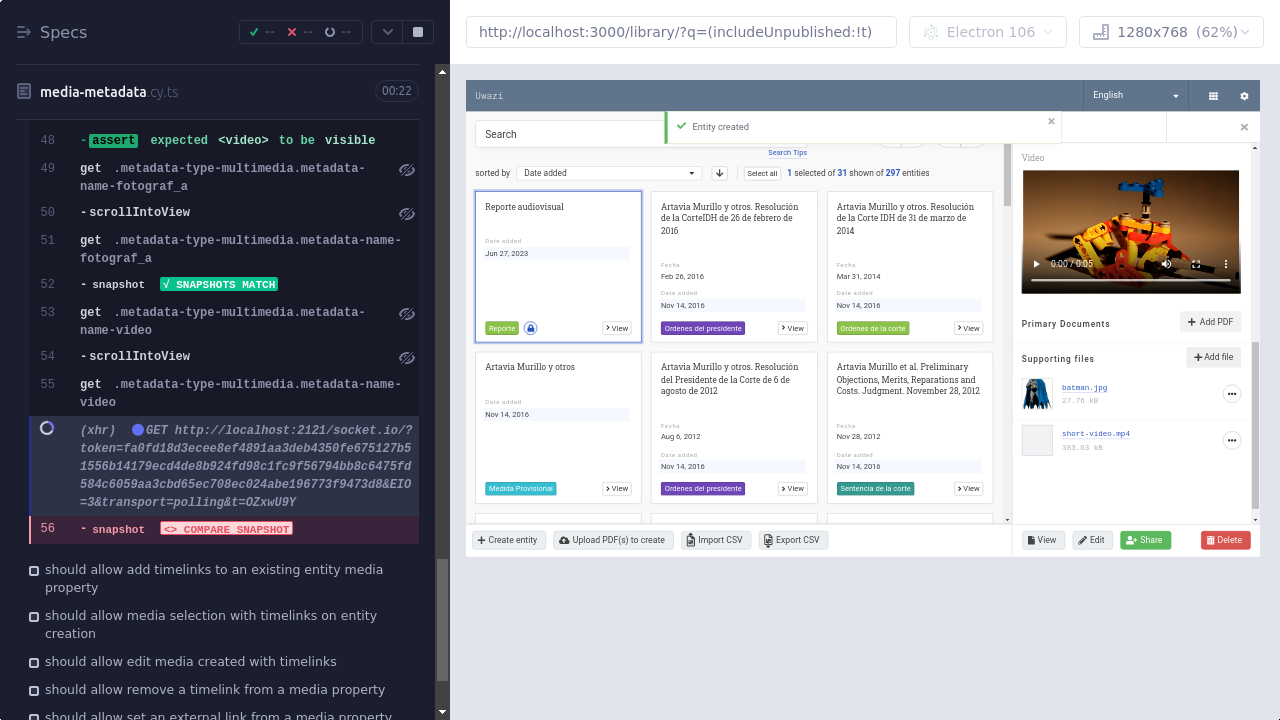 Specs
-- -- --
media-metadata.cy.ts
00:22
48 -assert expected <video> to be visible
49 get .metadata-type-multimedia.metadata-
name-fotograf_a
50 -scrollIntoView
51 get .metadata-type-multimedia.metadata-name-
fotograf_a
52 - snapshot √ SNAPSHOTS MATCH
53 get .metadata-type-multimedia.metadata-
name-video
54 -scrollIntoView
55 get .metadata-type-multimedia.metadata-name-
video
(xhr) GET http://localhost:2121/socket.io/?
token=fa0fd18d3ecee8ef4891aa3deb4350fe675137b5
1556b14179ecd4de8b924fd98c1fc9f56794bb8c6475fd
584c6059aa3cbd65ec708ec024abe196773f9473d8&EIO
=3&transport=polling&t=OZxWU9Y
56 - snapshot <> COMPARE SNAPSHOT
should allow add timelinks to an existing entity media
property
should allow media selection with timelinks on entity
creation
should allow edit media created with timelinks
should allow remove a timelink from a media property
should allow set an external link from a media property
http://localhost:3000/library/?q=(includeUnpublished:!t)
Electron 106
1280x768 (62%)
Uwazi
English
Entity created
Search
Search Tips
sorted by Date added Select all 1 selected of 31 shown of 297 entities
Reporte audiovisual
Date added
Jun 27, 2023
Reporte View
Artavia Murillo y otros. Resolución
de la CorteIDH de 26 de febrero de
2016
Fecha
Feb 26, 2016
Date added
Nov 14, 2016
Ordenes del presidente View
Artavia Murillo y otros. Resolución
de la Corte IDH de 31 de marzo de
2014
Fecha
Mar 31, 2014
Date added
Nov 14, 2016
Ordenes de la corte View
Artavia Murillo y otros
Date added
Nov 14, 2016
Medida Provisional View
Artavia Murillo y otros. Resolución
del Presidente de la Corte de 6 de
agosto de 2012
Fecha
Aug 6, 2012
Date added
Nov 14, 2016
Ordenes del presidente View
Artavia Murillo et al. Preliminary
Objections, Merits, Reparations and
Costs. Judgment. November 28, 2012
Fecha
Nov 28, 2012
Date added
Nov 14, 2016
Sentencia de la corte View
Create entity
Upload PDF(s) to create
Import CSV
Export CSV
Video
0:00 / 0:05
Primary Documents
Add PDF
Supporting files
Add file
batman.jpg
27.76 kB
short-video.mp4
303.63 kB
View
Edit
Share
Delete